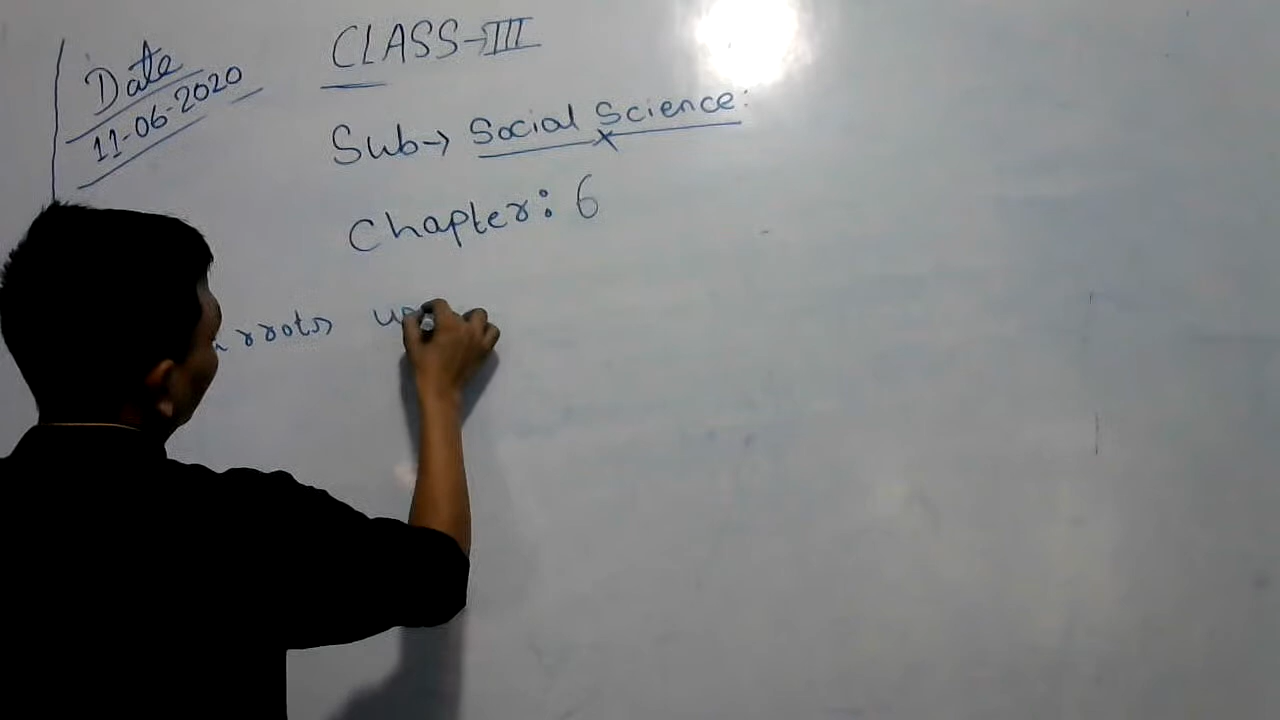 Date
11-06-2020
CLASS-III
Sub→ Social Science:
Chapter: 6